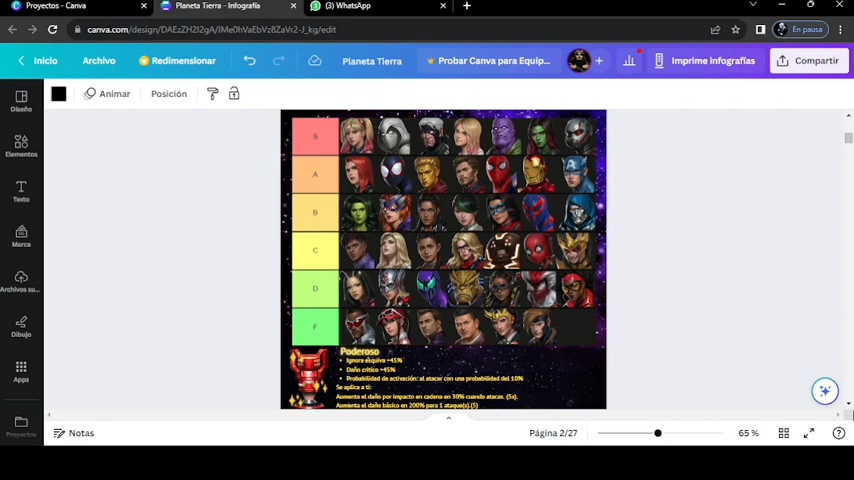 Proyectos - Canva
Planeta Tierra - Infografía
(3) WhatsApp
canva.com/design/DAEzZH2I2gA/IMe0hVaEbVz8ZaVr2-J_kg/edit
En pausa
Inicio
Archivo
Redimensionar
Planeta Tierra
Probar Canva para Equip...
Imprime infografías
Compartir
Animar
Posición
Diseño
Elementos
Texto
Marca
Archivos su...
Dibujo
Apps
Proyectos
S
A
B
C
D
F
Poderoso
• Ignora esquiva +45%
• Daño crítico +45%
• Probabilidad de activación: al atacar con una probabilidad del 10%
Se aplica a ti:
Aumenta el daño por impacto en cadena en 30% cuando atacas. (5s).
Aumenta el daño básico en 200% para 1 ataque(s).(5)
Notas
Página 2/27
65 %